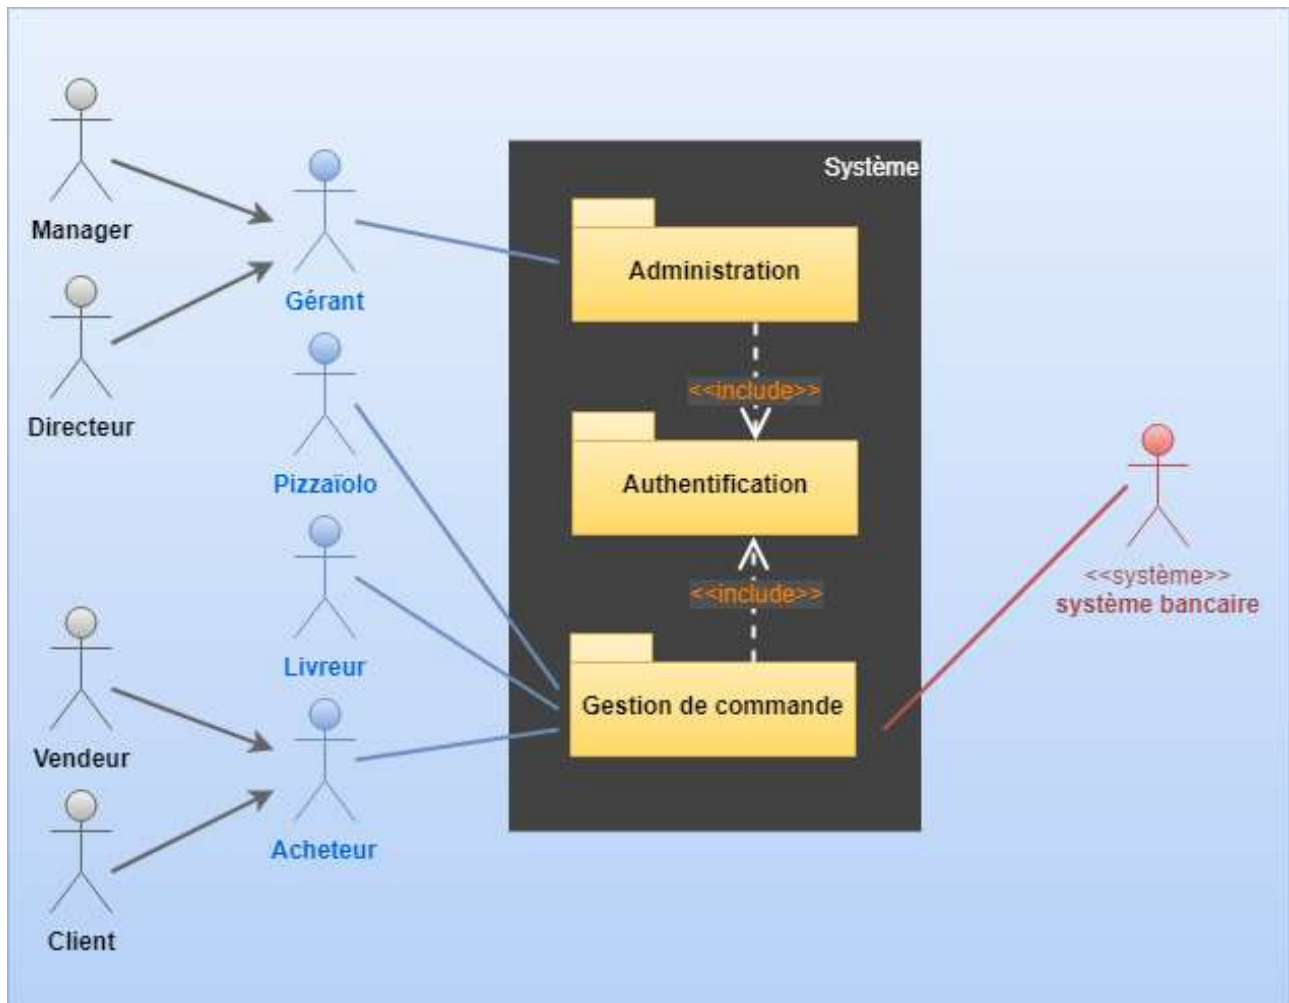 Système
Manager
Administration
Gérant
<<include>>
Directeur
Pizzaïolo
Authentification
<<système>>
système bancaire
<<include>>
Livreur
Gestion de commande
Vendeur
Acheteur
Client